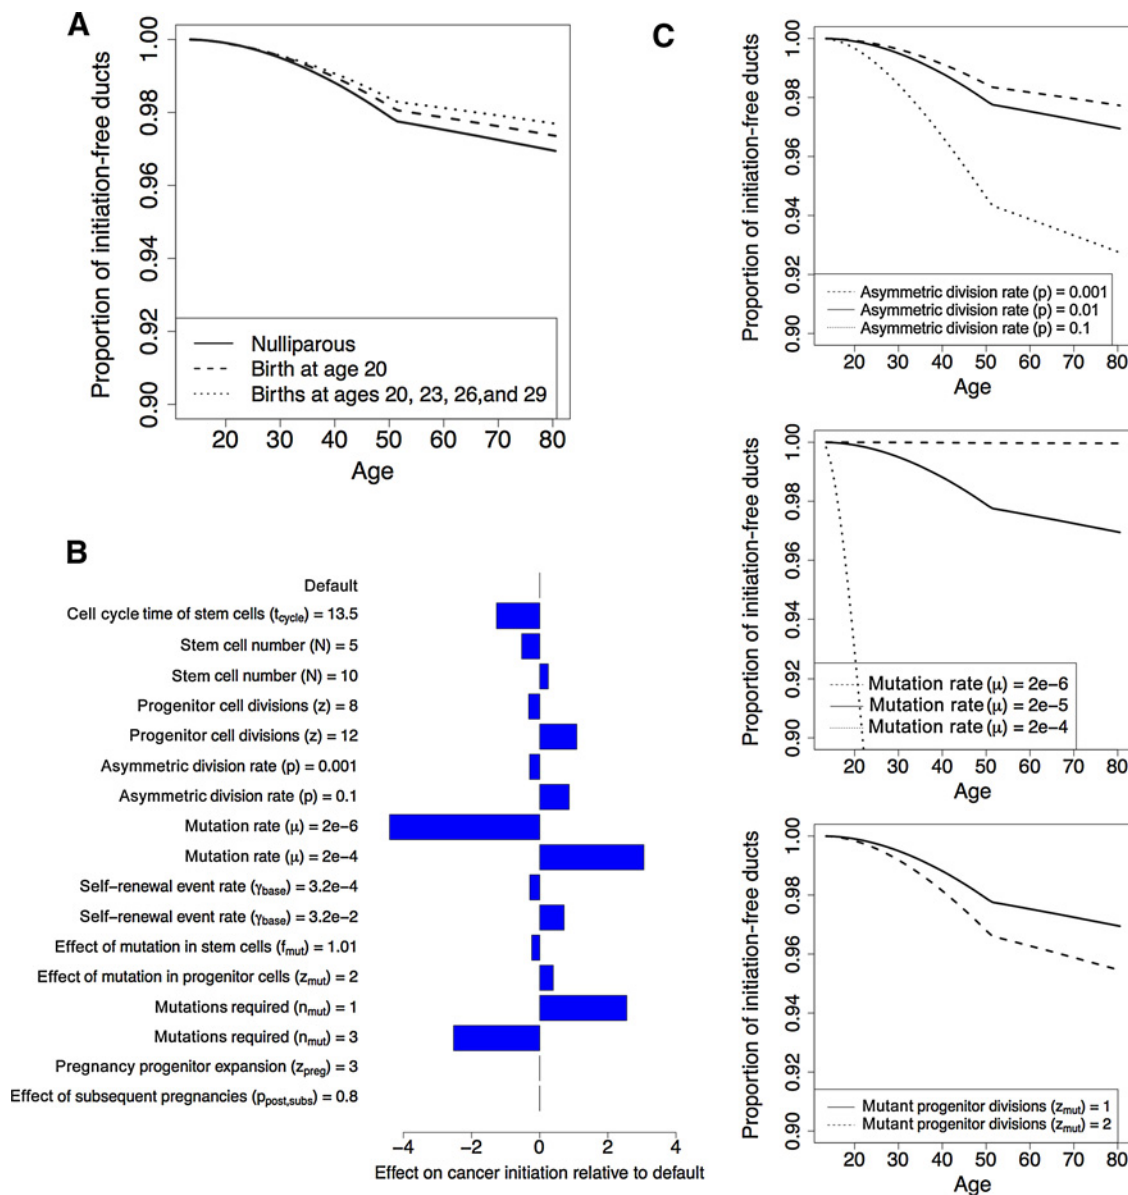 A
Proportion of initiation-free ducts
1.00
0.98
0.96
0.94
0.92
0.90
Nulliparous
Birth at age 20
Births at ages 20, 23, 26,and 29
20 30 40 50 60 70 80
Age
B
Default
Cell cycle time of stem cells (tcycle) = 13.5
Stem cell number (N) = 5
Stem cell number (N) = 10
Progenitor cell divisions (z) = 8
Progenitor cell divisions (z) = 12
Asymmetric division rate (p) = 0.001
Asymmetric division rate (p) = 0.1
Mutation rate (μ) = 2e−6
Mutation rate (μ) = 2e−4
Self−renewal event rate (γbase) = 3.2e−4
Self−renewal event rate (γbase) = 3.2e−2
Effect of mutation in stem cells (fmut) = 1.01
Effect of mutation in progenitor cells (zmut) = 2
Mutations required (nmut) = 1
Mutations required (nmut) = 3
Pregnancy progenitor expansion (zpreg) = 3
Effect of subsequent pregnancies (ppost,subs) = 0.8
−4 −2 0 2 4
Effect on cancer initiation relative to default
C
Proportion of initiation-free ducts
1.00
0.98
0.96
0.94
0.92
0.90
Asymmetric division rate (p) = 0.001
Asymmetric division rate (p) = 0.01
Asymmetric division rate (p) = 0.1
20 30 40 50 60 70 80
Age
Proportion of initiation-free ducts
1.00
0.98
0.96
0.94
0.92
0.90
Mutation rate (μ) = 2e−6
Mutation rate (μ) = 2e−5
Mutation rate (μ) = 2e−4
20 30 40 50 60 70 80
Age
Proportion of initiation-free ducts
1.00
0.98
0.96
0.94
0.92
0.90
Mutant progenitor divisions (zmut) = 1
Mutant progenitor divisions (zmut) = 2
20 30 40 50 60 70 80
Age